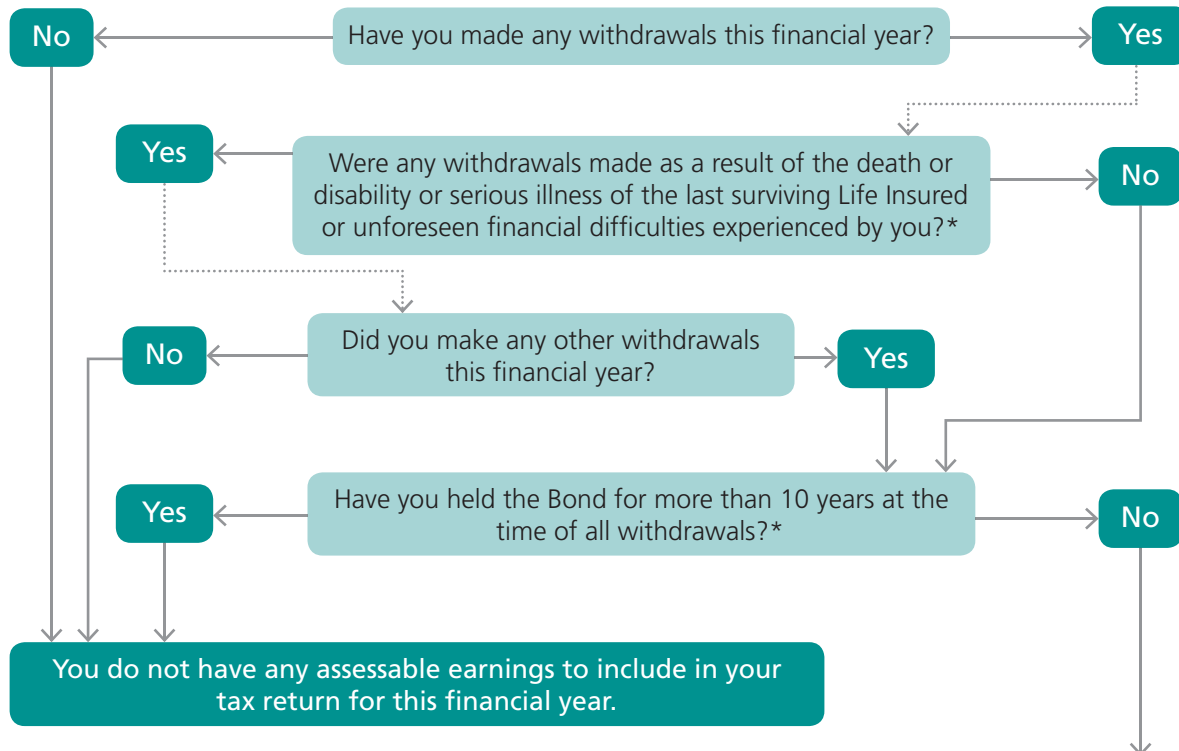 No
Have you made any withdrawals this financial year?
Yes
Yes
Were any withdrawals made as a result of the death or
disability or serious illness of the last surviving Life Insured
or unforeseen financial difficulties experienced by you?*
No
No
Did you make any other withdrawals
this financial year?
Yes
Yes
Have you held the Bond for more than 10 years at the
time of all withdrawals?*
No
You do not have any assessable earnings to include in your
tax return for this financial year.